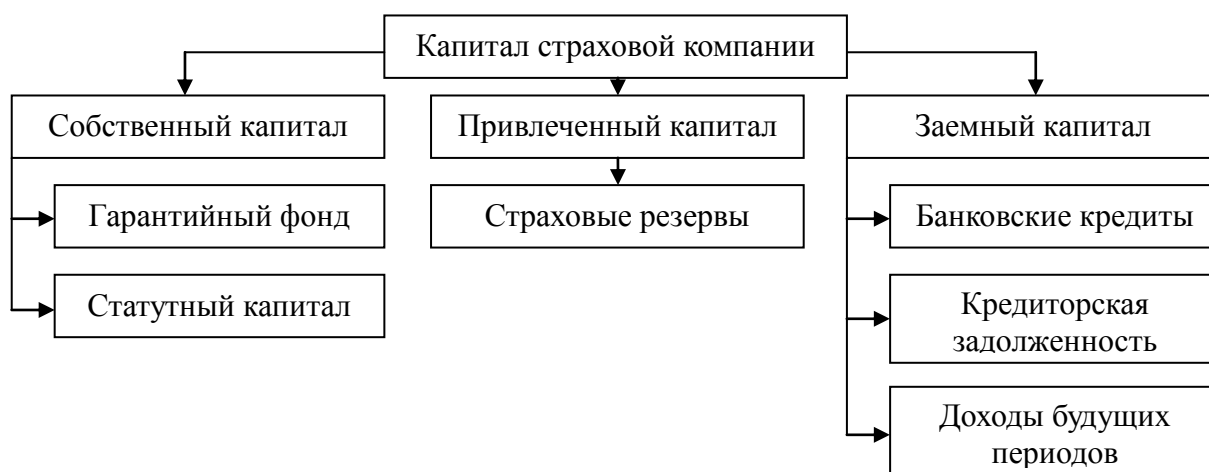 Капитал страховой компании
Собственный капитал
Привлеченный капитал
Заемный капитал
Гарантийный фонд
Страховые резервы
Банковские кредиты
Статутный капитал
Кредиторская
задолженность
Доходы будущих
периодов